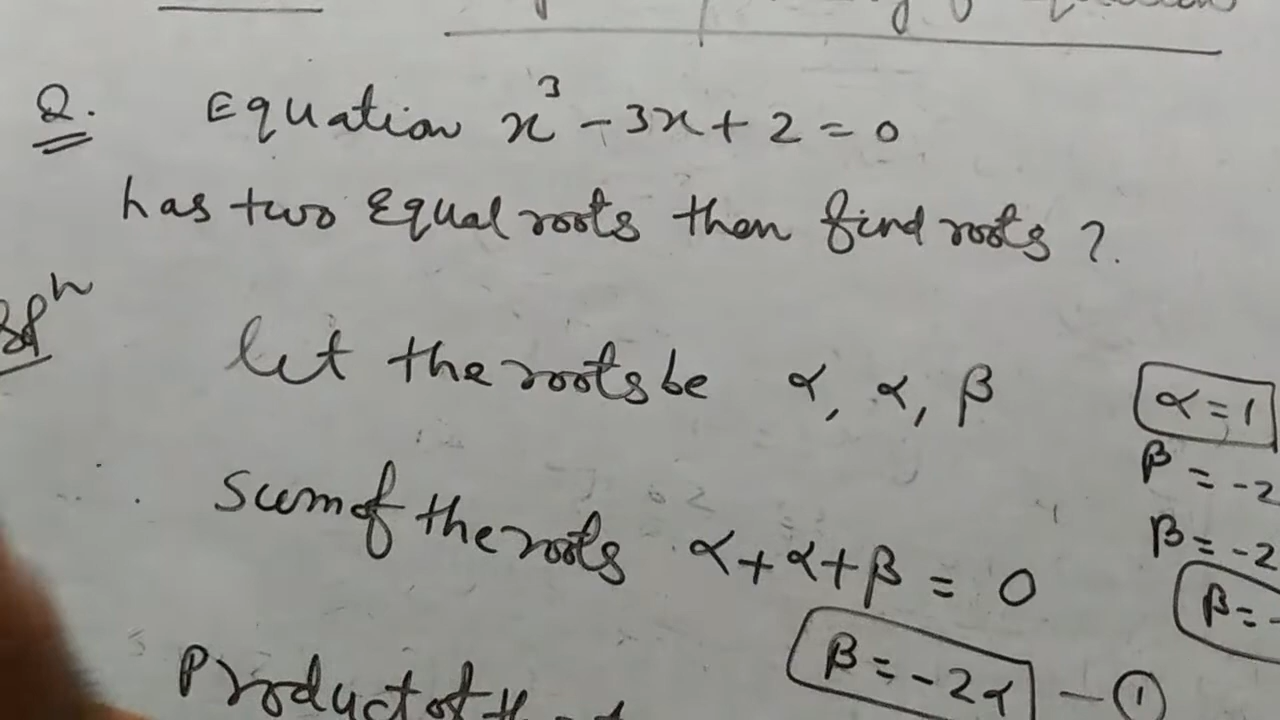 Q. Equation x³ - 3x + 2 = 0
has two Equal roots then find roots ?
Solⁿ
let the roots be α, α, β
α = 1
β = -2
Sum of the roots α + α + β = 0
β = -2
β = -
β = -2α — ①
Product of the